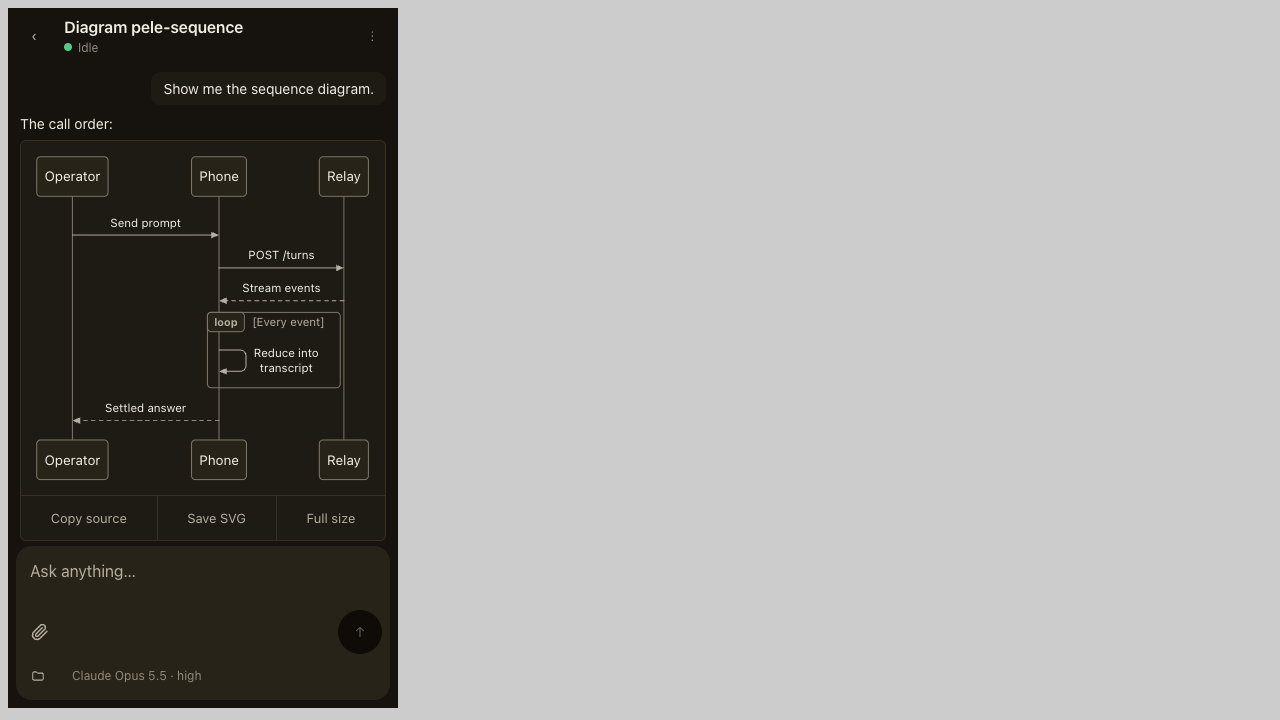 Diagram pele-sequence
Idle
Show me the sequence diagram.
The call order:
Operator
Phone
Relay
Send prompt
POST /turns
Stream events
loop
[Every event]
Reduce into
transcript
Settled answer
Operator
Phone
Relay
Copy source
Save SVG
Full size
Ask anything...
Claude Opus 5.5 · high